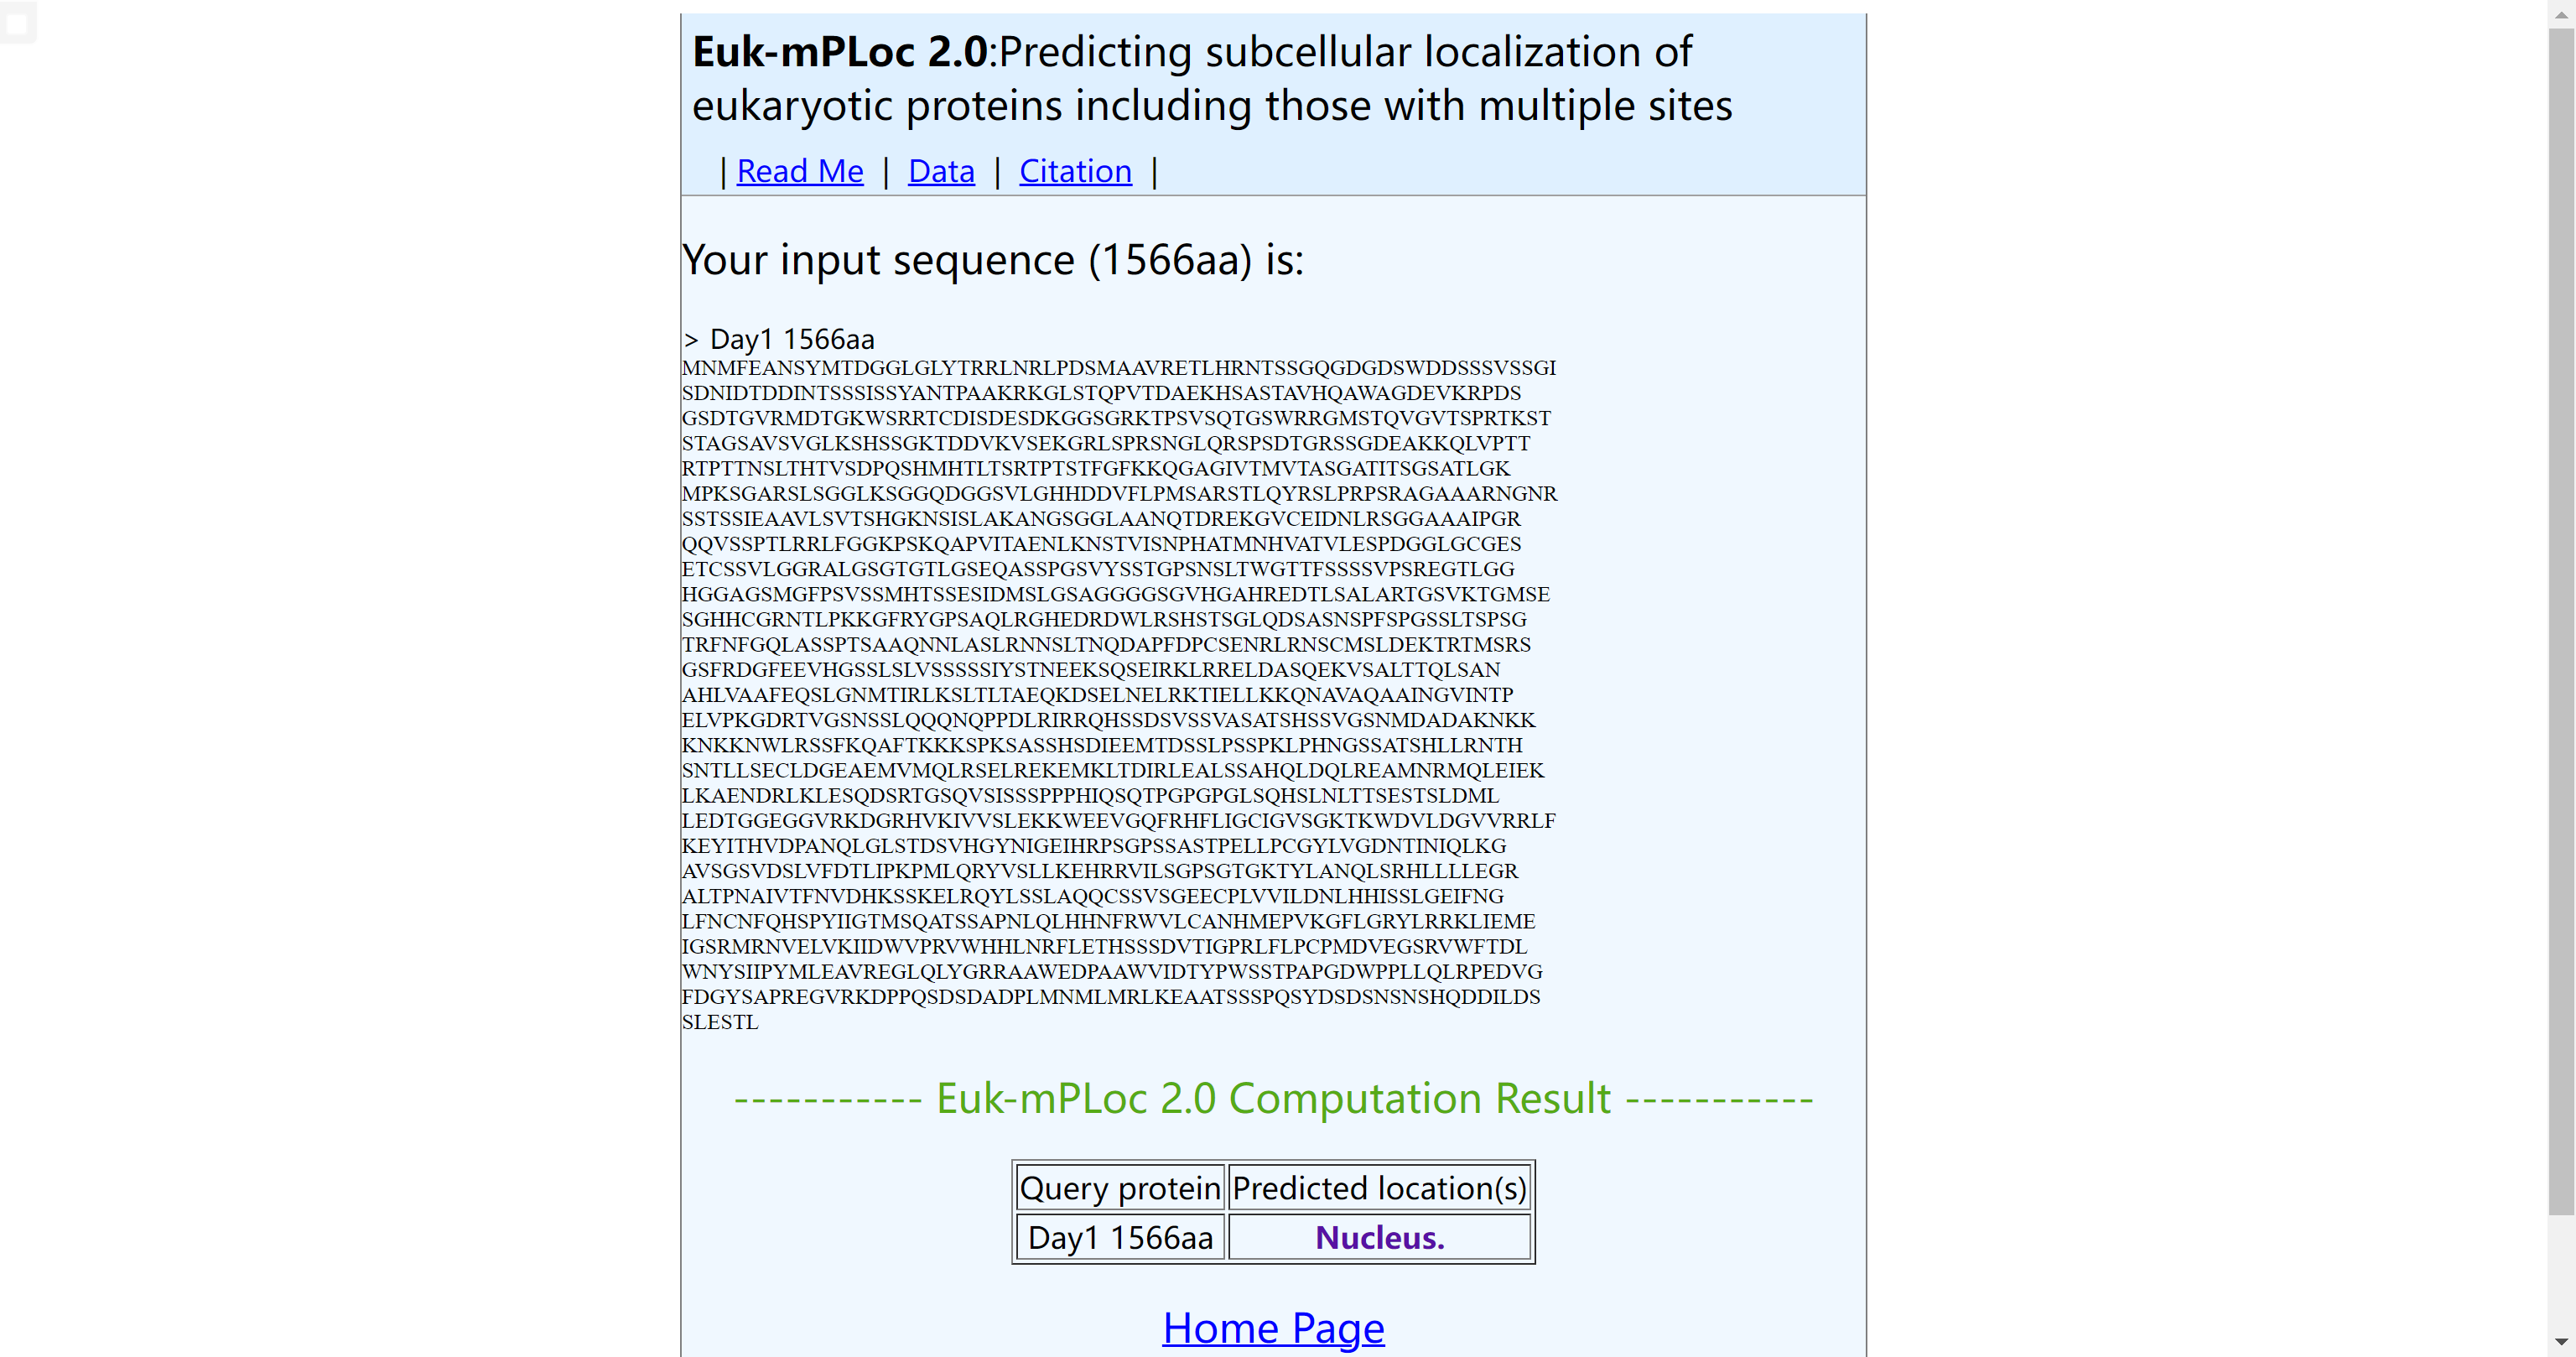 Euk-mPLoc 2.0:Predicting subcellular localization of
eukaryotic proteins including those with multiple sites
| Read Me | Data | Citation |
Your input sequence (1566aa) is:
> Day1 1566aa
MNMFEANSYMTDGGLGLYTRRLNRLPDSMAAVRETLHRNTSSGQGDGDSWDDSSSVSSGI
SDNIDTDDINTSSSISSYANTPAAKRKGLSTQPVTDAEKHSASTAVHQAWAGDEVKRPDS
GSDTGVRMDTGKWSRRTCDISDESDKGGSGRKTPSVSQTGSWRRGMSTQVGVTSPRTKST
STAGSAVSVGLKSHSSGKTDDVKVSEKGRLSPRSNGLQRSPSDTGRSSGDEAKKQLVPTT
RTPTTNSLTHTVSDPQSHMHTLTSRTPTSTFGFKKQGAGIVTMVTASGATITSGSATLGK
MPKSGARSLSGGLKSGGQDGGSVLGHHDDVFLPMSARSTLQYRSLPRPSRAGAAARNGNR
SSTSSIEAAVLSVTSHGKNSISLAKANGSGGLAANQTDREKGVCEIDNLRSGGAAAIPGR
QQVSSPTLRRLFGGKPSKQAPVITAENLKNSTVISNPHATMNHVATVLESPDGGLGCGES
ETCSSVLGGRALGSGTGTLGSEQASSPGSVYSSTGPSNSLTWGTTFSSSSVPSREGTLGG
HGGAGSMGFPSVSSMHTSSESIDMSLGSAGGGGSGVHGAHREDTLSALARTGSVKTGMSE
SGHHCGRNTLPKKGFRYGPSAQLRGHEDRDWLRSHSTSGLQDSASNSPFSPGSSLTSPSG
TRFNFGQLASSPTSAAQNNLASLRNNSLTNQDAPFDPCSENRLRNSCMSLDEKTRTMSRS
GSFRDGFEEVHGSSLSLVSSSSSIYSTNEEKSQSEIRKLRRELDASQEKVSALTTQLSAN
AHLVAAFEQSLGNMTIRLKSLTLTAEQKDSELNELRKTIELLKKQNAVAQAAINGVINTP
ELVPKGDRTVGSNSSLQQQNQPPDLRIRRQHSSDSVSSVASATSHSSVGSNMDADAKNKK
KNKKNWLRSSFKQAFTKKKSPKSASSHSDIEEMTDSSLPSSPKLPHNGSSATSHLLRNTH
SNTLLSECLDGEAEMVMQLRSELREKEMKLTDIRLEALSSAHQLDQLREAMNRMQLEIEK
LKAENDRLKLESQDSRTGSQVSISSSPPPHIQSQTPGPGPGLSQHSLNLTTSESTSLDML
LEDTGGEGGVRKDGRHVKIVVSLEKKWEEVGQFRHFLIGCIGVSGKTKWDVLDGVVRRLF
KEYITHVDPANQLGLSTDSVHGYNIGEIHRPSGPSSASTPELLPCGYLVGDNTINIQLKG
AVSGSVDSLVFDTLIPKPMLQRYVSLLKEHRRVILSGPSGTGKTYLANQLSRHLLLLEGR
ALTPNAIVTFNVDHKSSKELRQYLSSLAQQCSSVSGEECPLVVILDNLHHISSLGEIFNG
LFNCNFQHSPYIIGTMSQATSSAPNLQLHHNFRWVLCANHMEPVKGFLGRYLRRKLIEME
IGSRMRNVELVKIIDWVPRVWHHLNRFLETHSSSDVTIGPRLFLPCPMDVEGSRVWFTDL
WNYSIIPYMLEAVREGLQLYGRRAAWEDPAAWVIDTYPWSSTPAPGDWPPLLQLRPEDVG
FDGYSAPREGVRKDPPQSDSDADPLMNMLMRLKEAATSSSPQSYDSDSNSNSHQDDILDS
SLESTL
----------- Euk-mPLoc 2.0 Computation Result -----------
Query protein Predicted location(s)
Day1 1566aa Nucleus.
Home Page